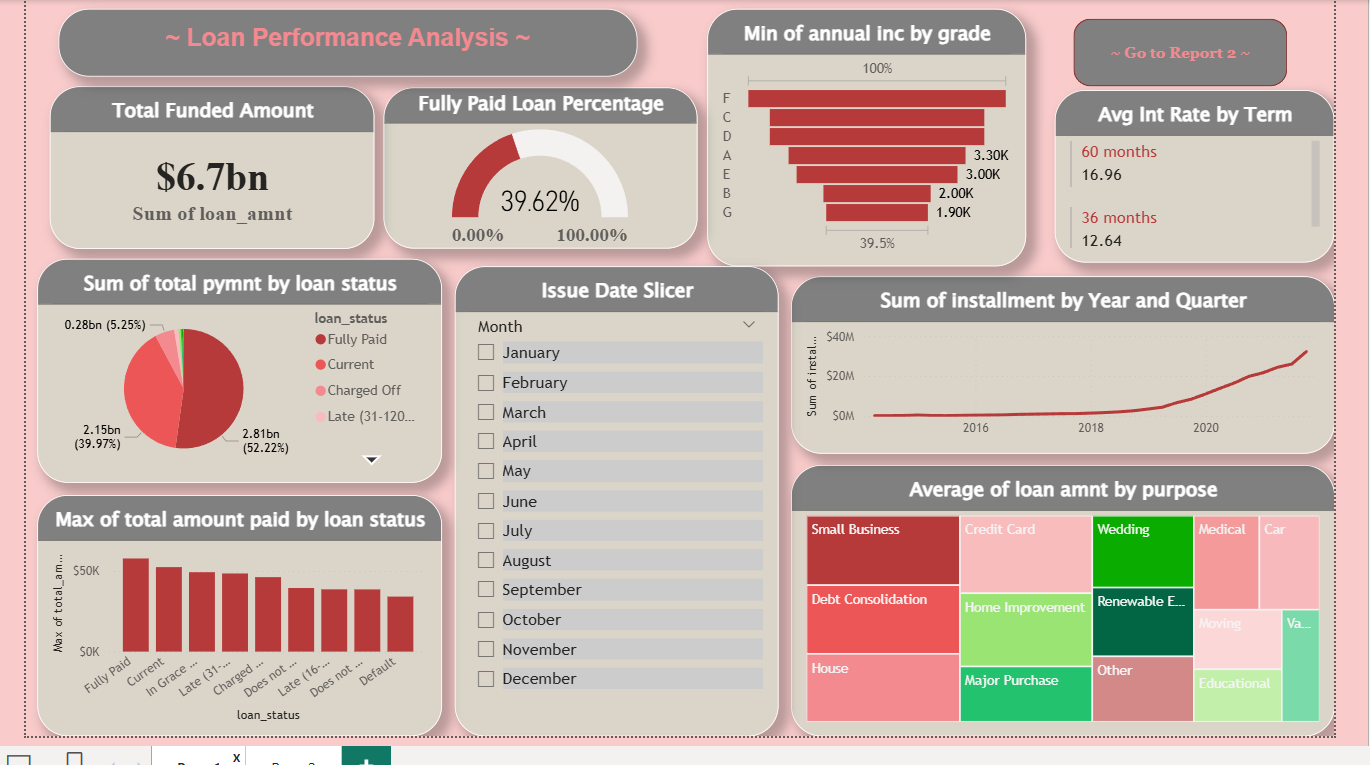 ~ Loan Performance Analysis ~
Total Funded Amount
$6.7bn
Sum of loan_amnt
Fully Paid Loan Percentage
39.62%
0.00%
100.00%
Min of annual inc by grade
100%
F
C
D
A
3.30K
E
3.00K
B
2.00K
G
1.90K
39.5%
~ Go to Report 2 ~
Avg Int Rate by Term
60 months
16.96
36 months
12.64
Sum of total pymnt by loan status
0.28bn (5.25%)
2.15bn
(39.97%)
2.81bn
(52.22%)
loan_status
Fully Paid
Current
Charged Off
Late (31-120...
Issue Date Slicer
Month
January
February
March
April
May
June
July
August
September
October
November
December
Sum of installment by Year and Quarter
Sum of instal...
$40M
$20M
$0M
2016
2018
2020
Max of total amount paid by loan status
Max of total_am...
$50K
$0K
Fully Paid
Current
In Grace ...
Late (31-...
Charged ...
Does not ...
Late (16-...
Does not ...
Default
loan_status
Average of loan amnt by purpose
Small Business
Debt Consolidation
House
Credit Card
Home Improvement
Major Purchase
Wedding
Renewable E...
Other
Medical
Car
Moving
Educational
Va...
x